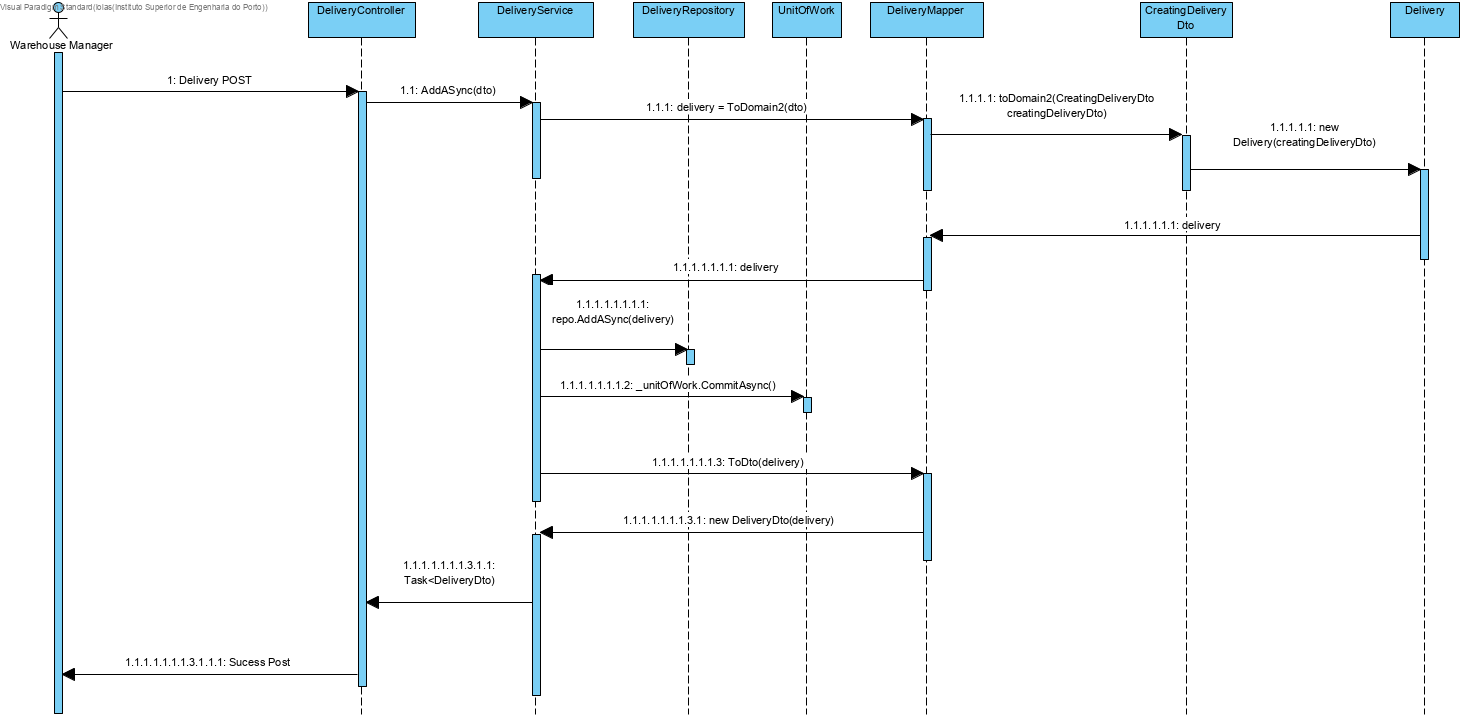 Visual Paradigm Standard(lolas(Instituto Superior de Engenharia do Porto))
Warehouse Manager
DeliveryController
DeliveryService
DeliveryRepository
UnitOfWork
DeliveryMapper
CreatingDelivery
Dto
Delivery
1: Delivery POST
1.1: AddASync(dto)
1.1.1: delivery = ToDomain2(dto)
1.1.1.1: toDomain2(CreatingDeliveryDto
creatingDeliveryDto)
1.1.1.1.1: new
Delivery(creatingDeliveryDto)
1.1.1.1.1.1: delivery
1.1.1.1.1.1.1: delivery
1.1.1.1.1.1.1.1:
repo.AddASync(delivery)
1.1.1.1.1.1.1.2: _unitOfWork.CommitAsync()
1.1.1.1.1.1.1.3: ToDto(delivery)
1.1.1.1.1.1.1.3.1: new DeliveryDto(delivery)
1.1.1.1.1.1.1.3.1.1:
Task<DeliveryDto)
1.1.1.1.1.1.1.3.1.1.1: Sucess Post